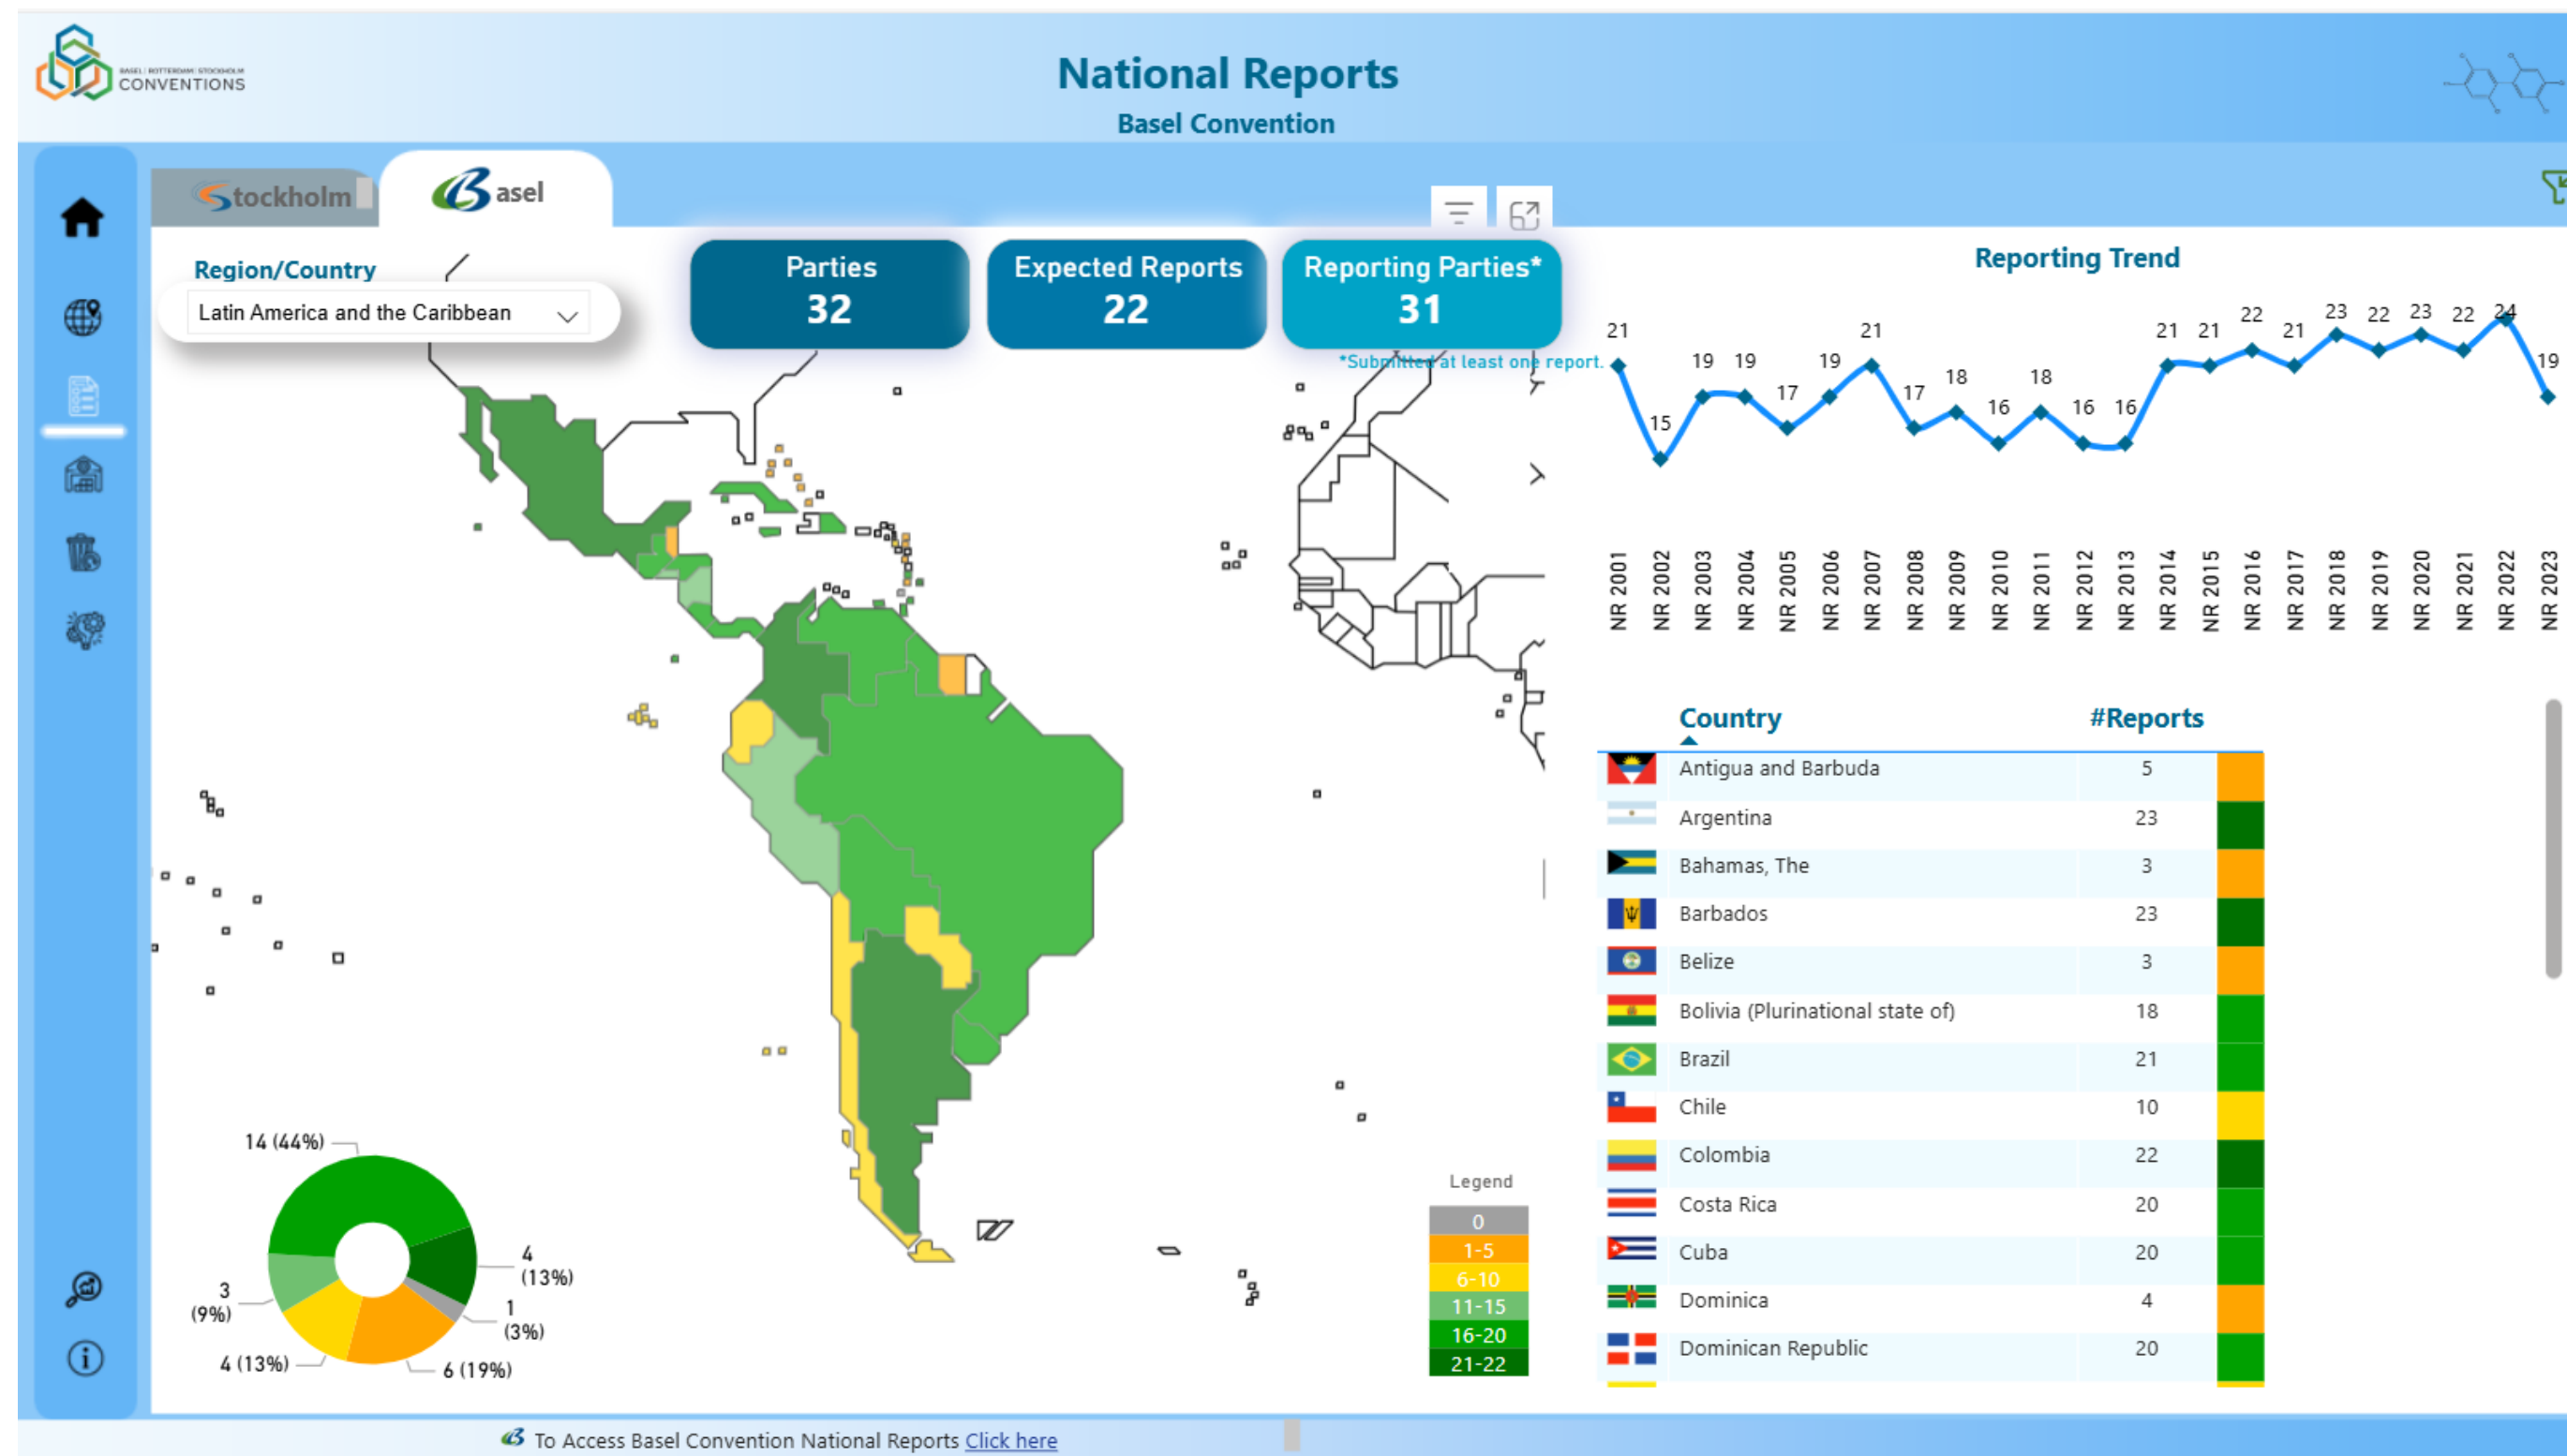 BASEL | ROTTERDAM | STOCKHOLM
CONVENTIONS
National Reports
Basel Convention
Stockholm
Basel
Region/Country
Latin America and the Caribbean
Parties
32
Expected Reports
22
Reporting Parties*
31
*Submitted at least one report.
Reporting Trend
21
15
19
19
17
19
21
17
18
16
18
16
16
21
21
22
21
23
22
23
22
24
19
NR 2001
NR 2002
NR 2003
NR 2004
NR 2005
NR 2006
NR 2007
NR 2008
NR 2009
NR 2010
NR 2011
NR 2012
NR 2013
NR 2014
NR 2015
NR 2016
NR 2017
NR 2018
NR 2019
NR 2020
NR 2021
NR 2022
NR 2023
Country #Reports
Antigua and Barbuda 5
Argentina 23
Bahamas, The 3
Barbados 23
Belize 3
Bolivia (Plurinational state of) 18
Brazil 21
Chile 10
Colombia 22
Costa Rica 20
Cuba 20
Dominica 4
Dominican Republic 20
14 (44%)
4
(13%)
1
(3%)
6 (19%)
4 (13%)
3
(9%)
Legend
0
1-5
6-10
11-15
16-20
21-22
To Access Basel Convention National Reports Click here